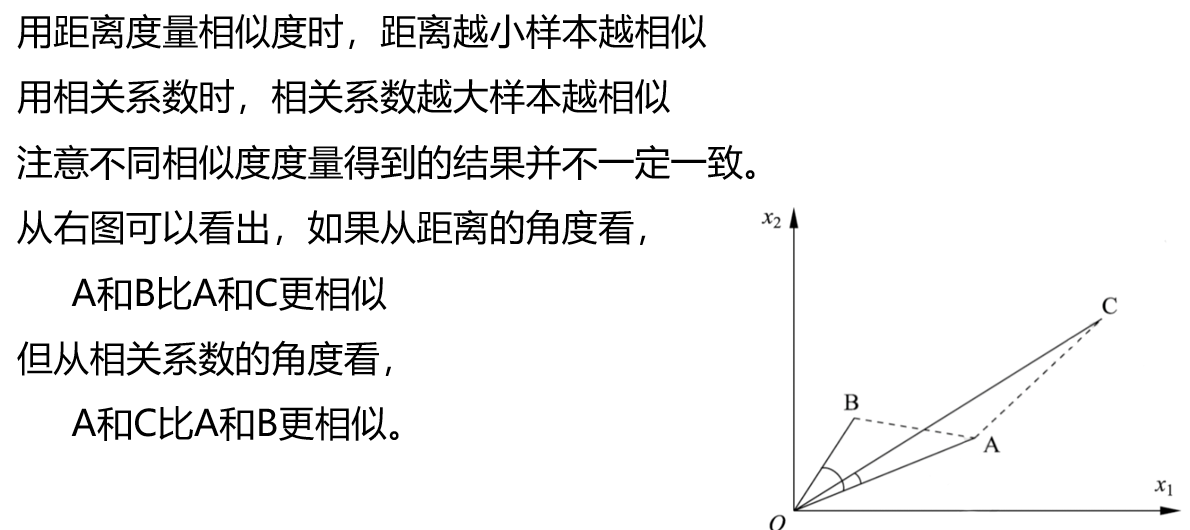 用距离度量相似度时，距离越小样本越相似
用相关系数时，相关系数越大样本越相似
注意不同相似度度量得到的结果并不一定一致。
从右图可以看出，如果从距离的角度看，
A和B比A和C更相似
但从相关系数的角度看，
A和C比A和B更相似。
x2
C
B
A
x1
O